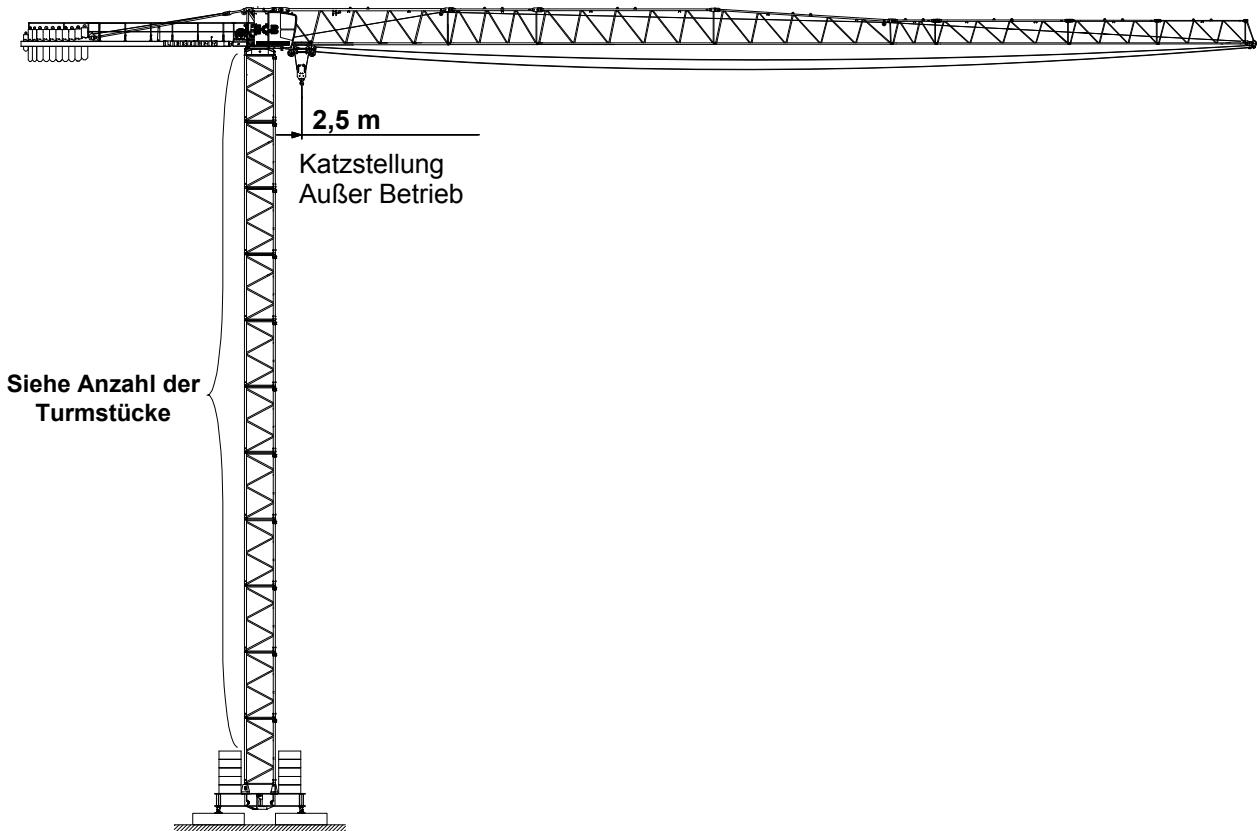 2,5 m
Katzstellung
Außer Betrieb
Siehe Anzahl der
Turmstücke